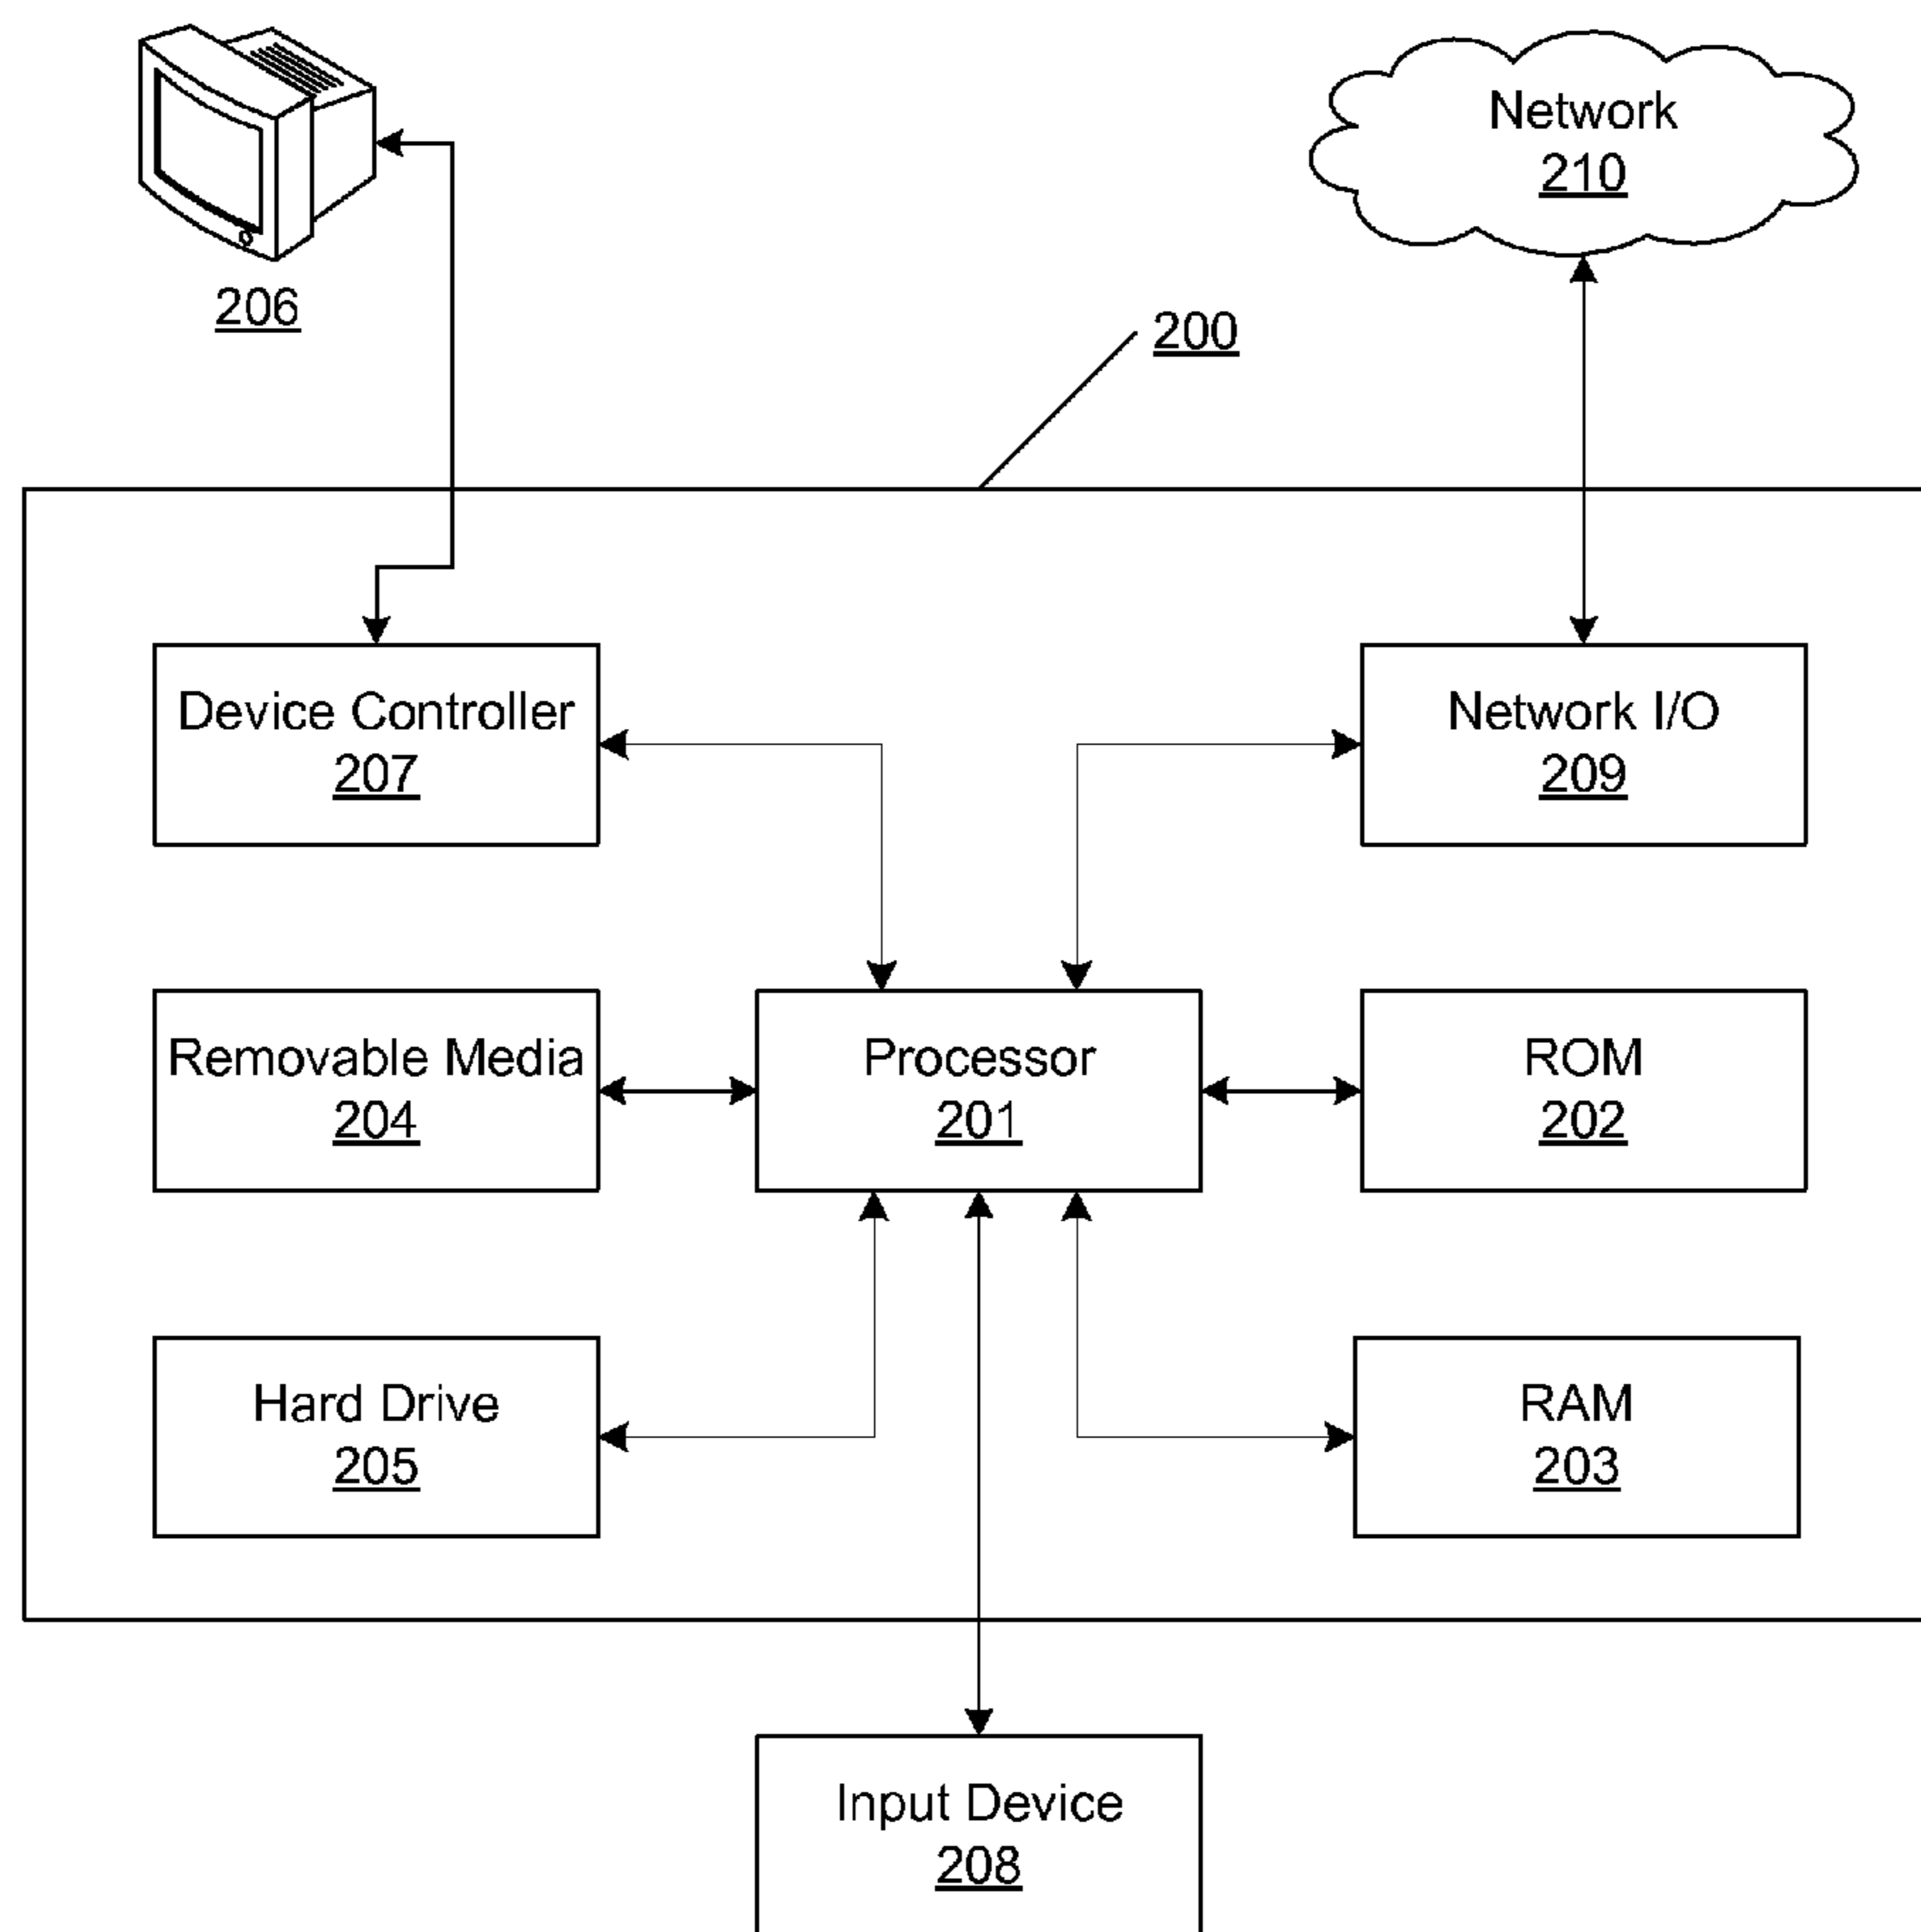 Network
210
206
200
Device Controller
207
Network I/O
209
Removable Media
204
Processor
201
ROM
202
Hard Drive
205
RAM
203
Input Device
208